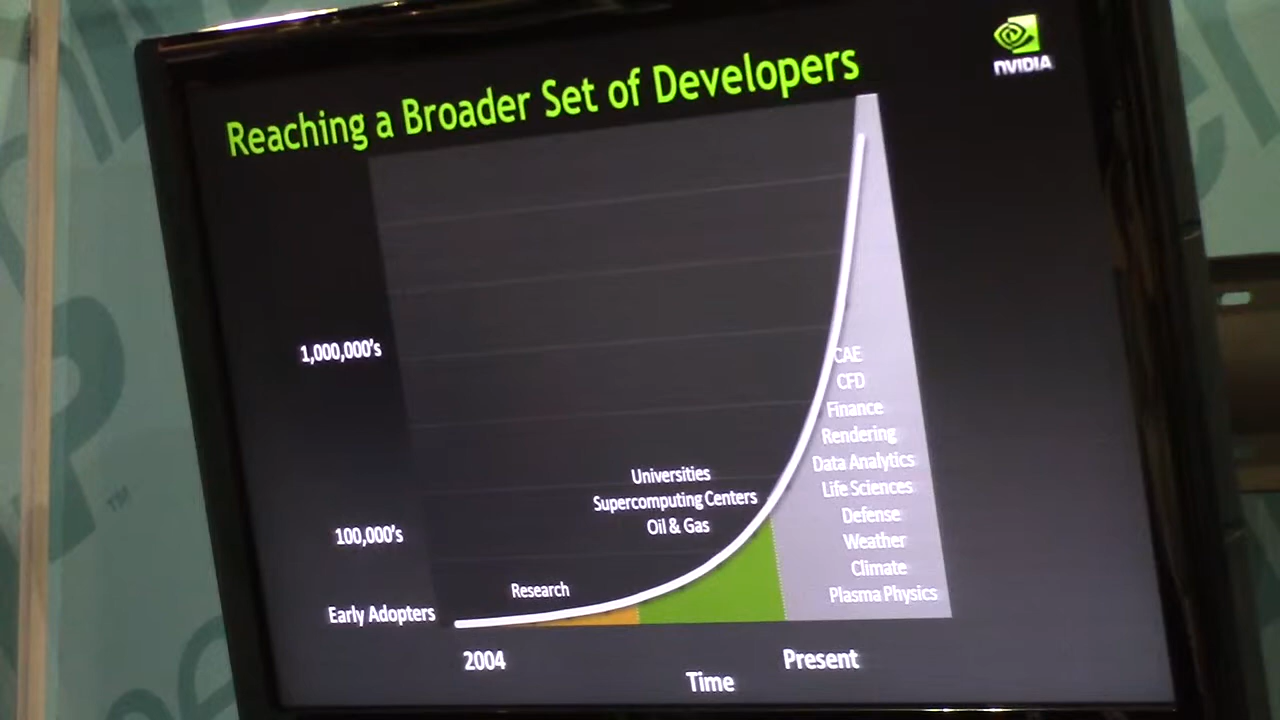 NVIDIA
Reaching a Broader Set of Developers
1,000,000's
100,000's
Early Adopters
Research
Universities
Supercomputing Centers
Oil & Gas
CAE
CFD
Finance
Rendering
Data Analytics
Life Sciences
Defense
Weather
Climate
Plasma Physics
2004
Present
Time
TM